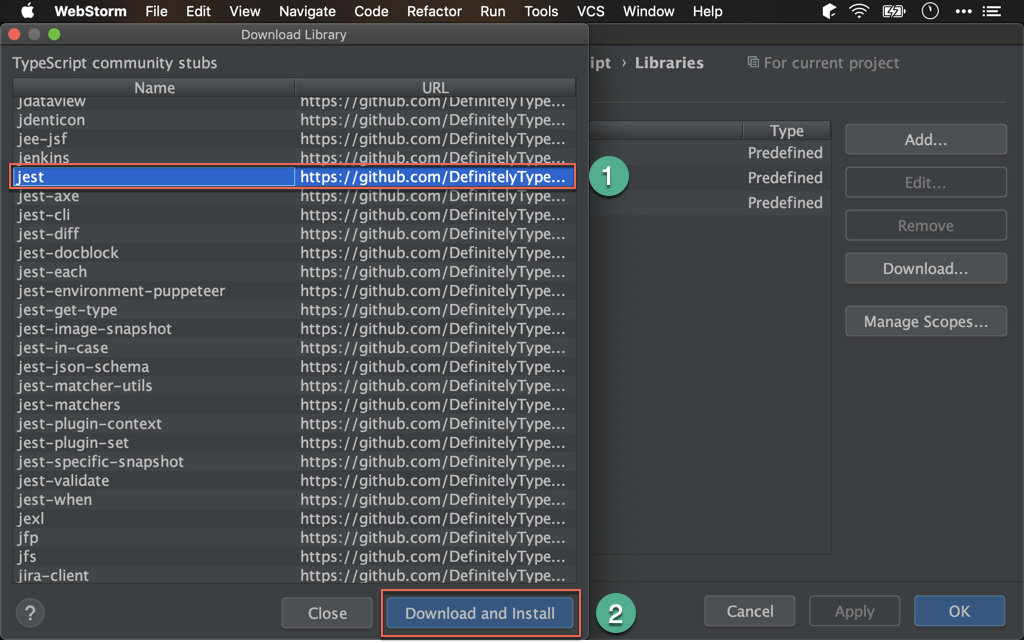 WebStorm File Edit View Navigate Code Refactor Run Tools VCS Window Help
Download Library
TypeScript community stubs
ipt › Libraries For current project
Name URL
jdataview https://github.com/DefinitelyType...
jdenticon https://github.com/DefinitelyType...
jee-jsf https://github.com/DefinitelyType...
jenkins https://github.com/DefinitelyType...
jest https://github.com/DefinitelyType...
jest-axe https://github.com/DefinitelyType...
jest-cli https://github.com/DefinitelyType...
jest-diff https://github.com/DefinitelyType...
jest-docblock https://github.com/DefinitelyType...
jest-each https://github.com/DefinitelyType...
jest-environment-puppeteer https://github.com/DefinitelyType...
jest-get-type https://github.com/DefinitelyType...
jest-image-snapshot https://github.com/DefinitelyType...
jest-in-case https://github.com/DefinitelyType...
jest-json-schema https://github.com/DefinitelyType...
jest-matcher-utils https://github.com/DefinitelyType...
jest-matchers https://github.com/DefinitelyType...
jest-plugin-context https://github.com/DefinitelyType...
jest-plugin-set https://github.com/DefinitelyType...
jest-specific-snapshot https://github.com/DefinitelyType...
jest-validate https://github.com/DefinitelyType...
jest-when https://github.com/DefinitelyType...
jexl https://github.com/DefinitelyType...
jfp https://github.com/DefinitelyType...
jfs https://github.com/DefinitelyType...
jira-client https://github.com/DefinitelyType...
1
Type
Predefined
Predefined
Predefined
Add...
Edit...
Remove
Download...
Manage Scopes...
? Close Download and Install 2
Cancel Apply OK